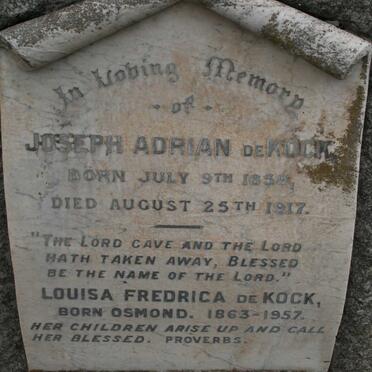 In Loving Memory
of
JOSEPH ADRIAN DE KOCK,
BORN JULY 9TH 1858,
DIED AUGUST 25TH 1917.
"THE LORD GAVE AND THE LORD
HATH TAKEN AWAY, BLESSED
BE THE NAME OF THE LORD."
LOUISA FREDRICA DE KOCK,
BORN OSMOND. 1863-1957.
HER CHILDREN ARISE UP AND CALL
HER BLESSED. PROVERBS.